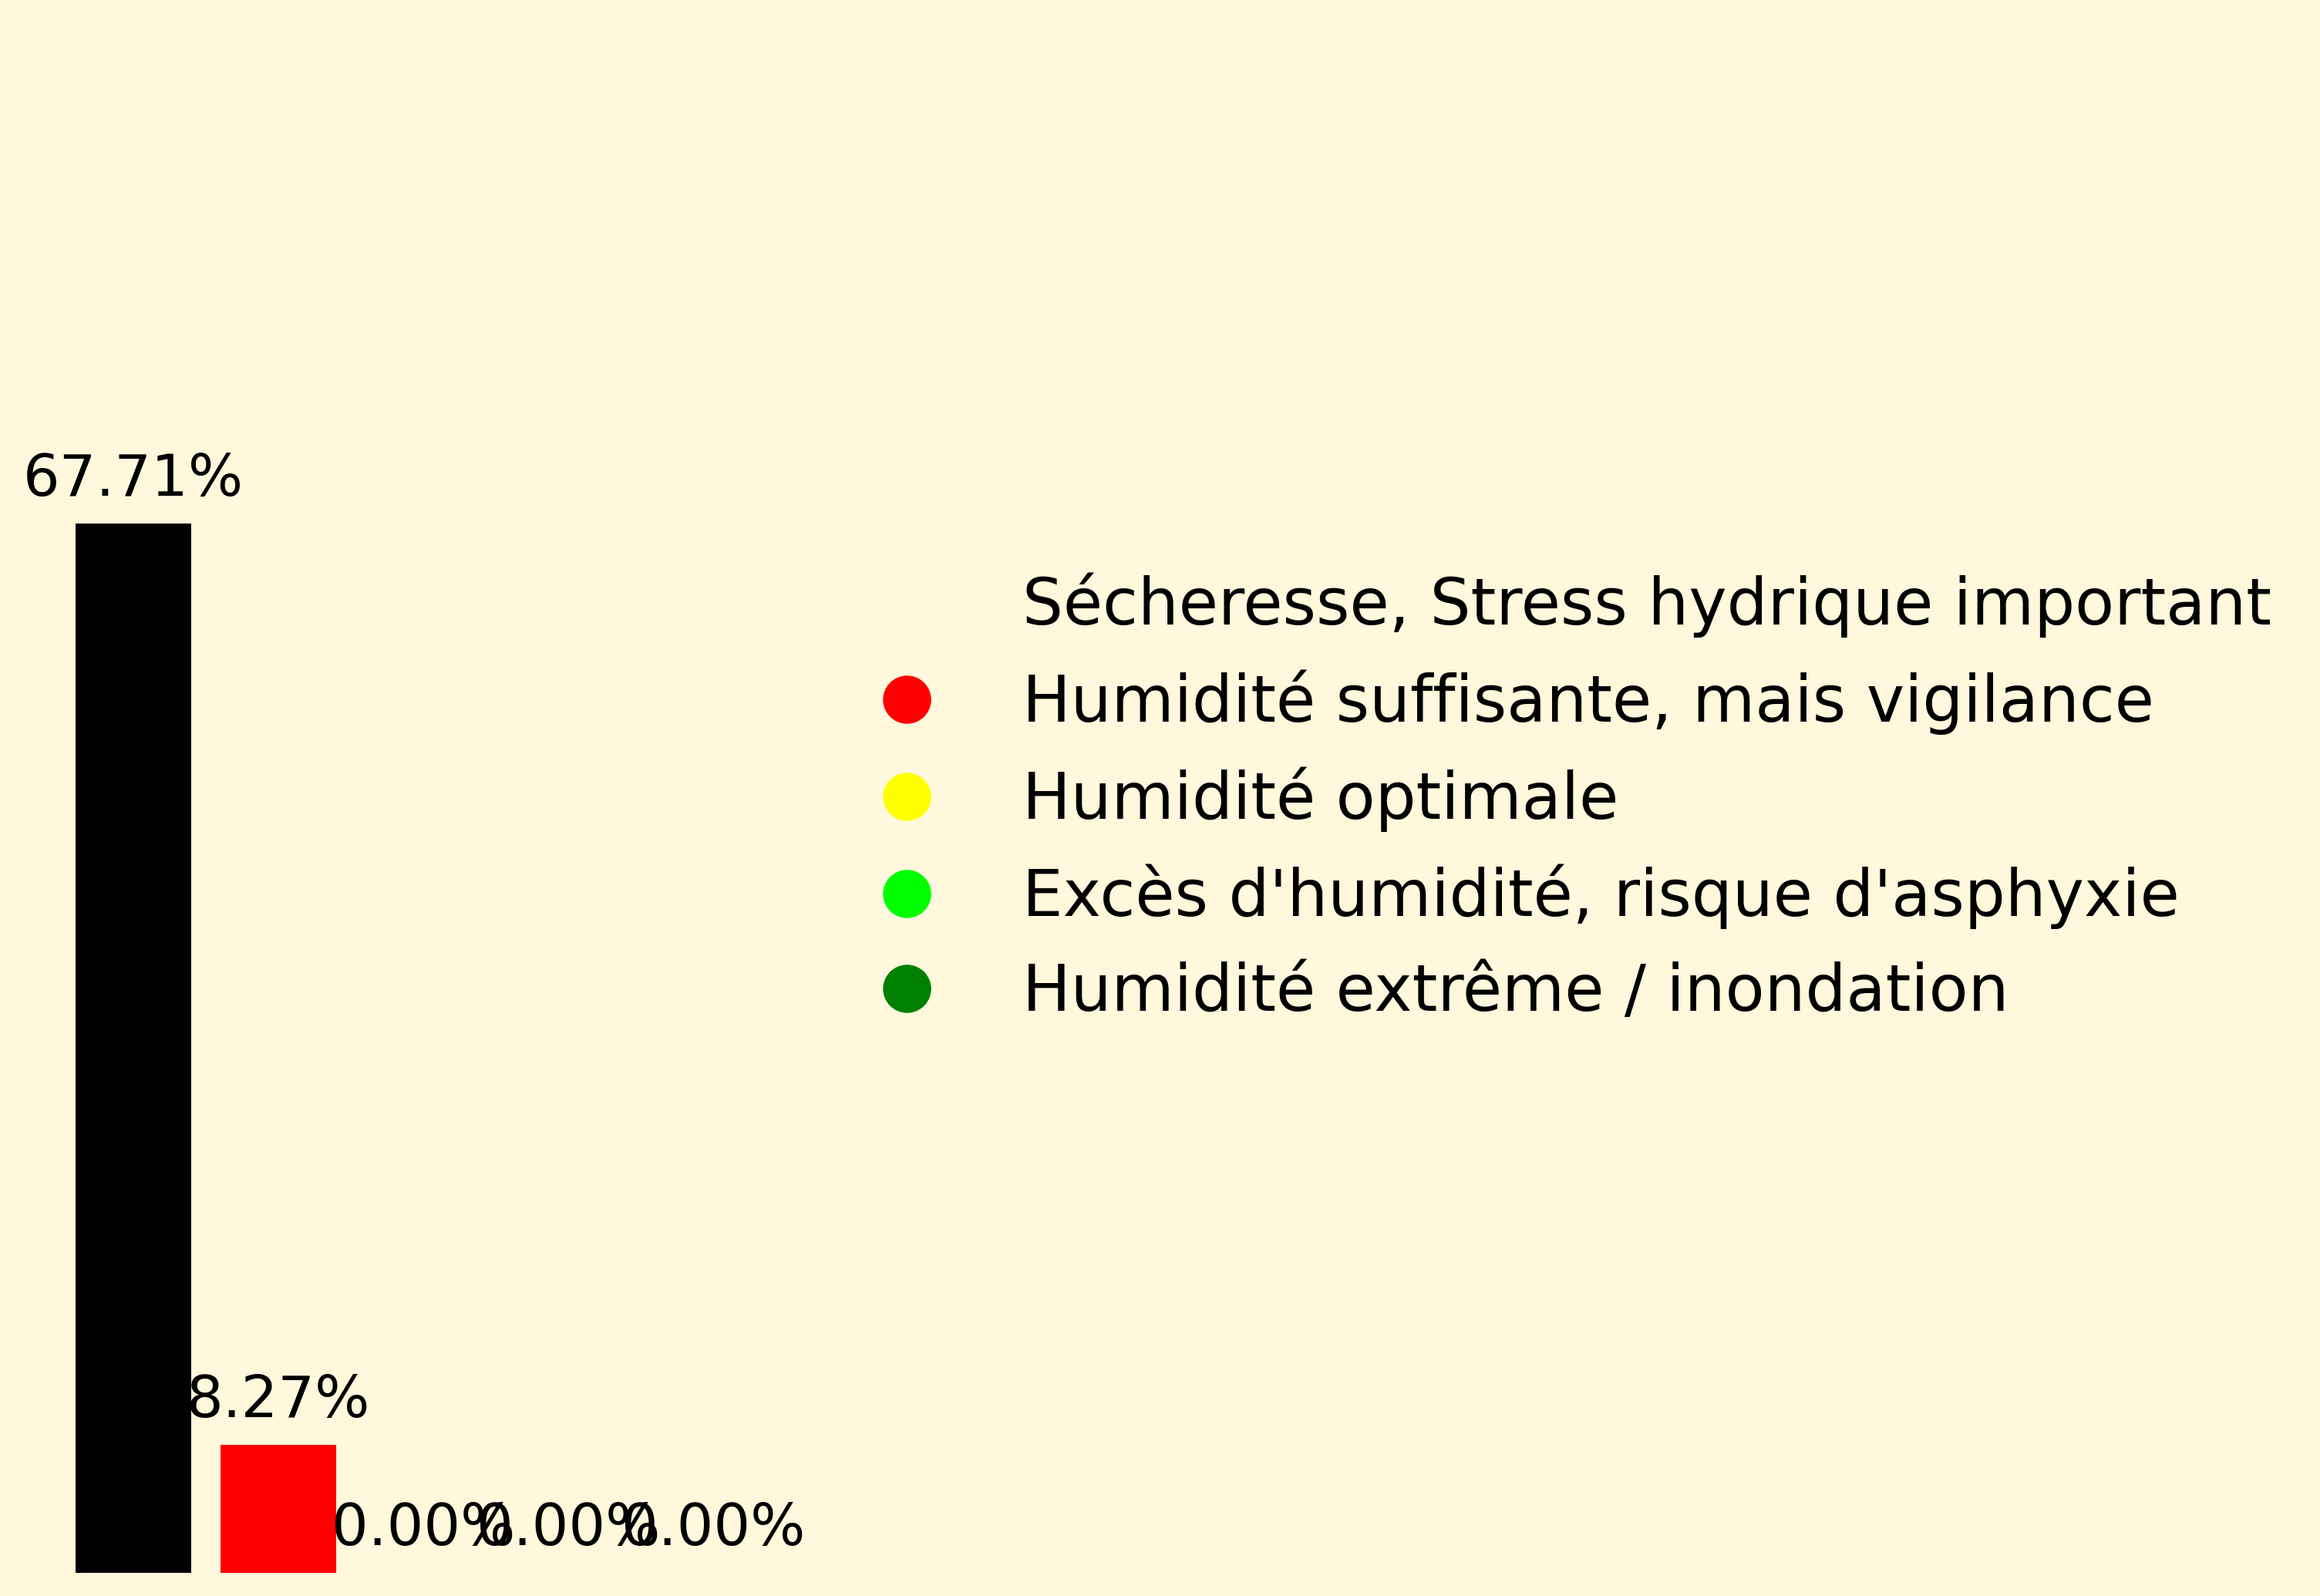 67.71%
Sécheresse, Stress hydrique important
Humidité suffisante, mais vigilance
Humidité optimale
Excès d'humidité, risque d'asphyxie
Humidité extrême / inondation
8.27%
0.00% 0.00% 0.00%